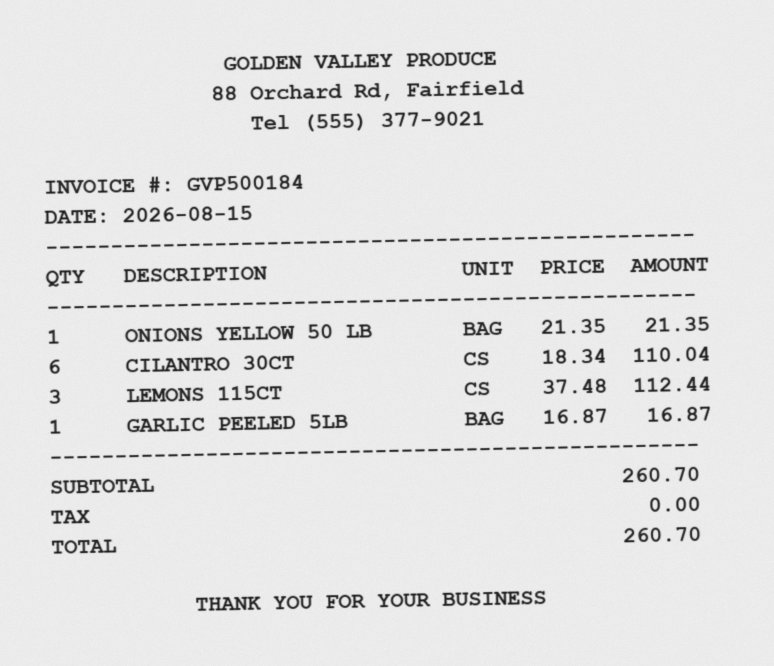 GOLDEN VALLEY PRODUCE
88 Orchard Rd, Fairfield
Tel (555) 377-9021
INVOICE #: GVP500184
DATE: 2026-08-15
--------------------------------------------------
QTY DESCRIPTION UNIT PRICE AMOUNT
--------------------------------------------------
1 ONIONS YELLOW 50 LB BAG 21.35 21.35
6 CILANTRO 30CT CS 18.34 110.04
3 LEMONS 115CT CS 37.48 112.44
1 GARLIC PEELED 5LB BAG 16.87 16.87
--------------------------------------------------
SUBTOTAL 260.70
TAX 0.00
TOTAL 260.70
THANK YOU FOR YOUR BUSINESS